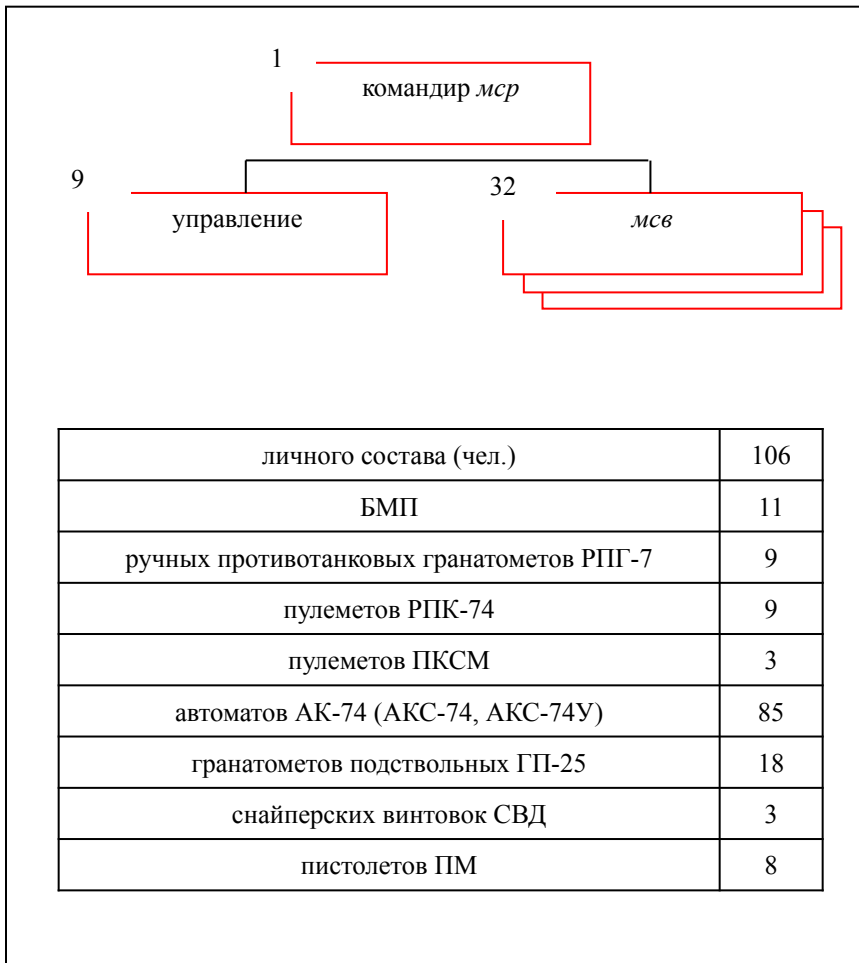 1
командир мср
9
управление
32
мсв
личного состава (чел.) 106
БМП 11
ручных противотанковых гранатометов РПГ-7 9
пулеметов РПК-74 9
пулеметов ПКСМ 3
автоматов АК-74 (АКС-74, АКС-74У) 85
гранатометов подствольных ГП-25 18
снайперских винтовок СВД 3
пистолетов ПМ 8